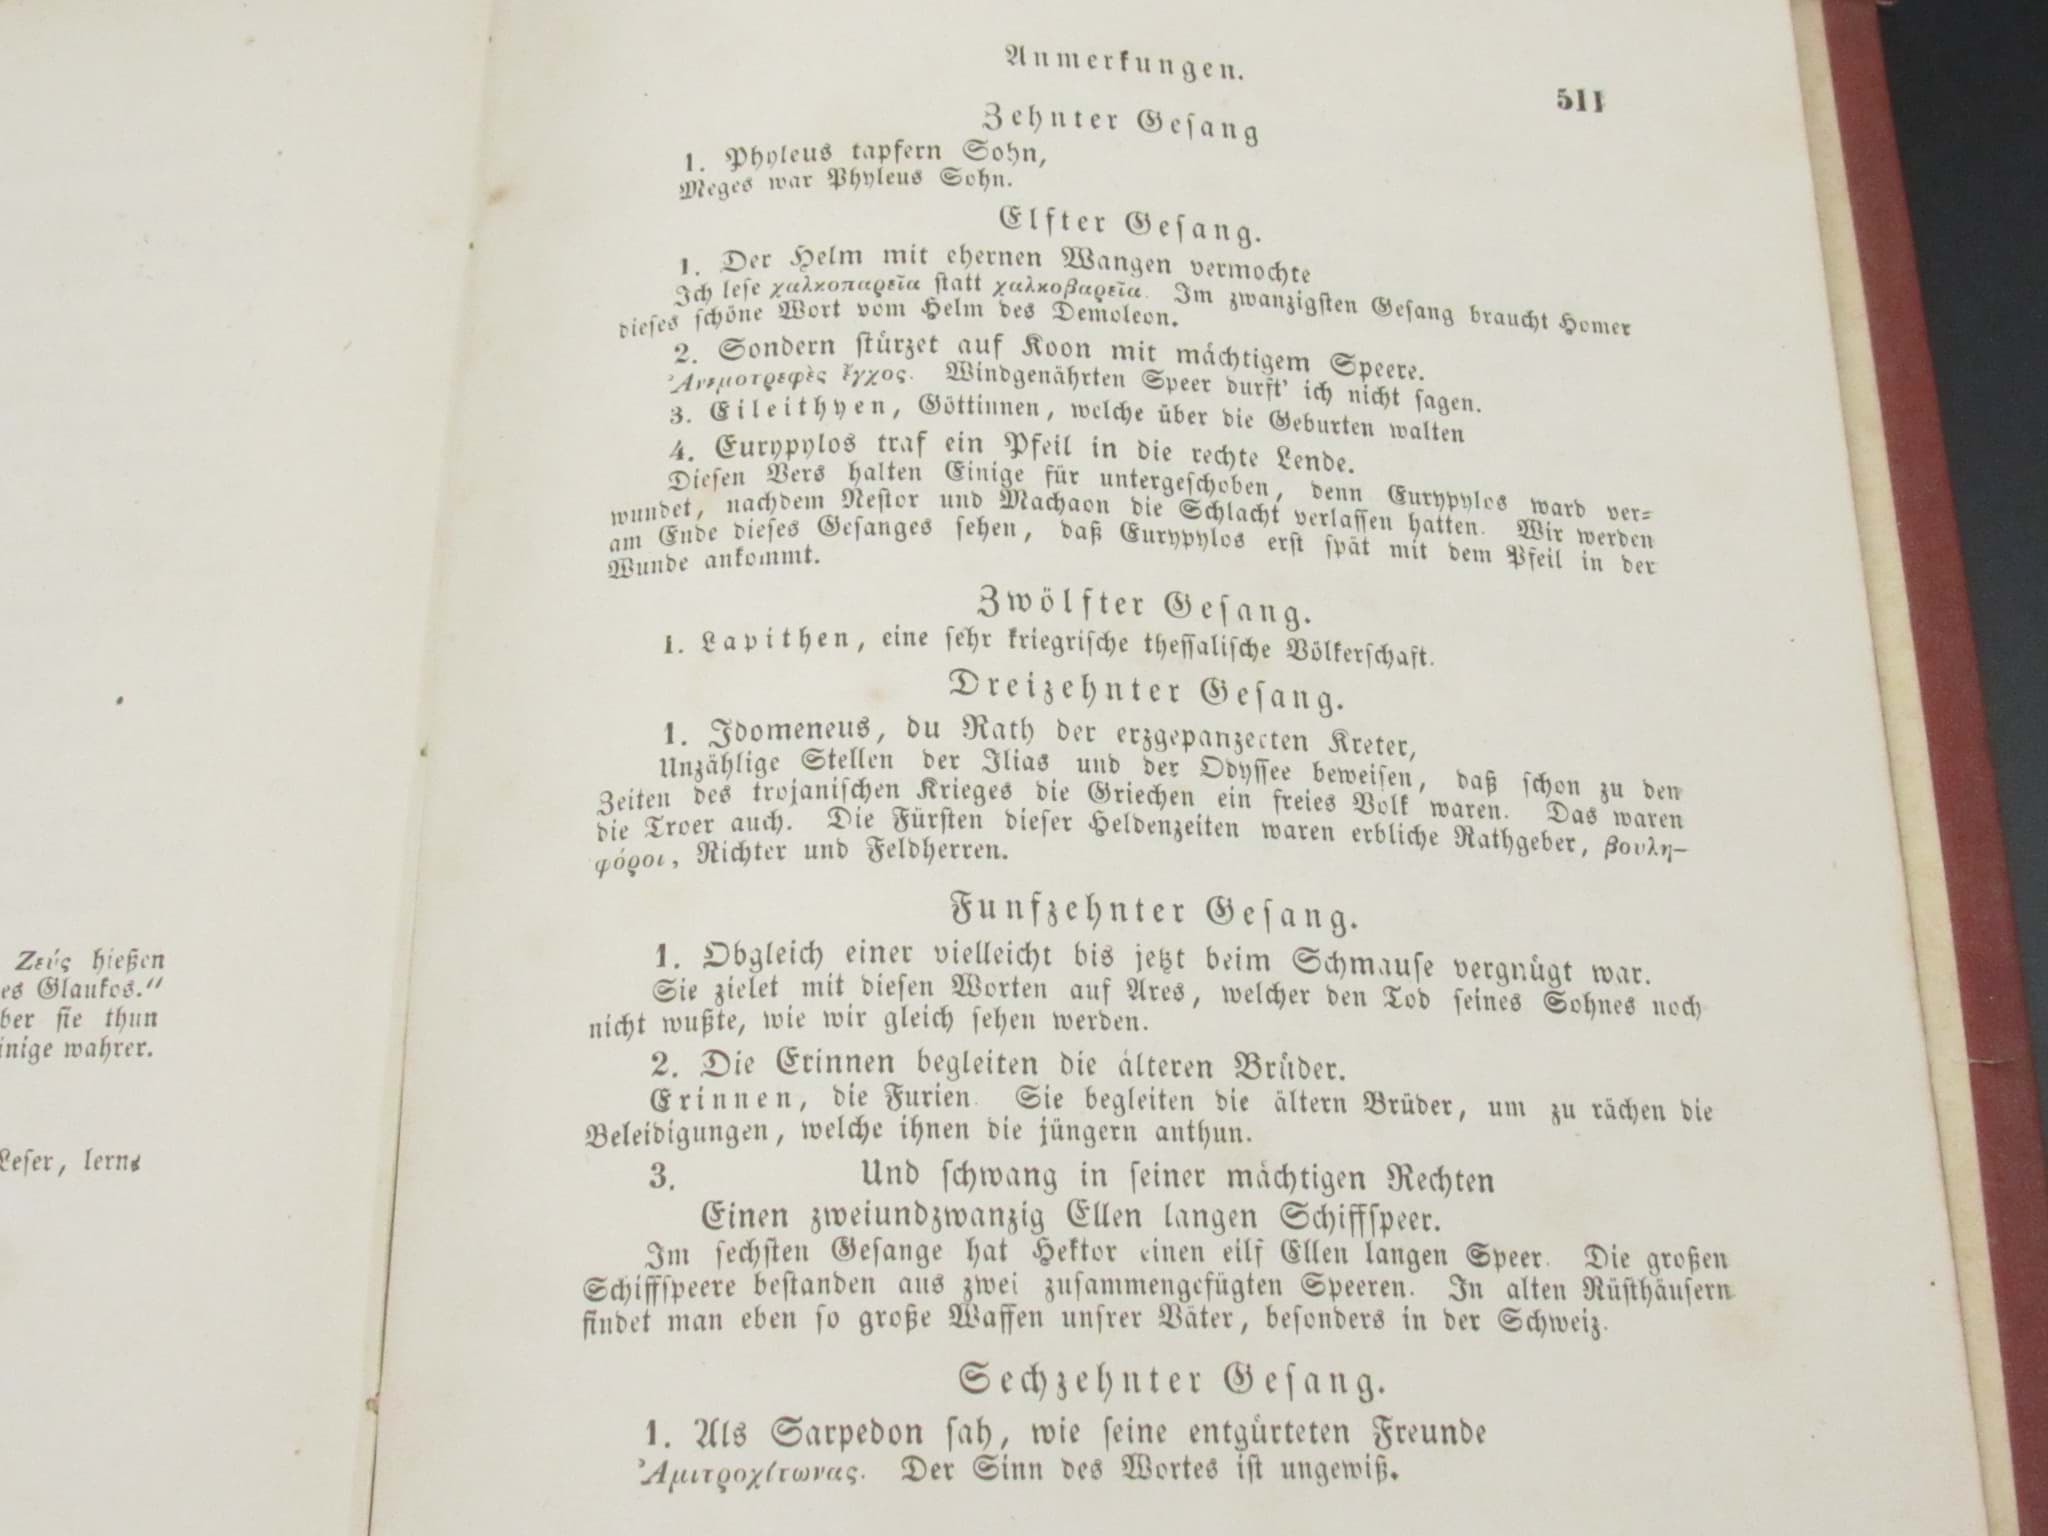 Zeύς hießen
es Glaukos.“
ber sie thun
inige wahrer.
Leser, lerne
Anmerkungen.
511
Zehnter Gesang
1. Phyleus tapfern Sohn,
Meges war Phyleus Sohn.
Elfter Gesang.
1. Der Helm mit ehernen Wangen vermochte
Ich lese χαλκοπαρεῖα statt χαλκοβαρεῖα. Im zwanzigsten Gesang braucht Homer
dieses schöne Wort vom Helm des Demoleon.
2. Sondern stürzet auf Koon mit mächtigem Speere.
Ἀνεμοτρεφὲς ἔγχος. Windgenährten Speer durft’ ich nicht sagen.
3. Eileithyen, Göttinnen, welche über die Geburten walten
4. Eurypylos traf ein Pfeil in die rechte Lende.
Diesen Vers halten Einige für untergeschoben, denn Eurypylos ward ver-
wundet, nachdem Nestor und Machaon die Schlacht verlassen hatten. Wir werden
am Ende dieses Gesanges sehen, daß Eurypylos erst spät mit dem Pfeil in der
Wunde ankommt.
Zwölfter Gesang.
1. Lapithen, eine sehr kriegrische thessalische Völkerschaft.
Dreizehnter Gesang.
1. Idomeneus, du Rath der erzgepanzerten Kreter,
Unzählige Stellen der Ilias und der Odyssee beweisen, daß schon zu den
Zeiten des trojanischen Krieges die Griechen ein freies Volk waren. Das waren
die Troer auch. Die Fürsten dieser Heldenzeiten waren erbliche Rathgeber, βουλη–
φόροι, Richter und Feldherren.
Funfzehnter Gesang.
1. Obgleich einer vielleicht bis jetzt beim Schmause vergnügt war.
Sie zielet mit diesen Worten auf Ares, welcher den Tod seines Sohnes noch
nicht wußte, wie wir gleich sehen werden.
2. Die Erinnen begleiten die älteren Brüder.
Erinnen, die Furien. Sie begleiten die ältern Brüder, um zu rächen die
Beleidigungen, welche ihnen die jüngern anthun.
3. Und schwang in seiner mächtigen Rechten
Einen zweiundzwanzig Ellen langen Schiffspeer.
Im sechsten Gesange hat Hektor einen eilf Ellen langen Speer. Die großen
Schiffspeere bestanden aus zwei zusammengefügten Speeren. In alten Rüsthäusern
findet man eben so große Waffen unsrer Väter, besonders in der Schweiz.
Sechzehnter Gesang.
1. Als Sarpedon sah, wie seine entgürteten Freunde
Ἀμιτροχίτωνας. Der Sinn des Wortes ist ungewiß.